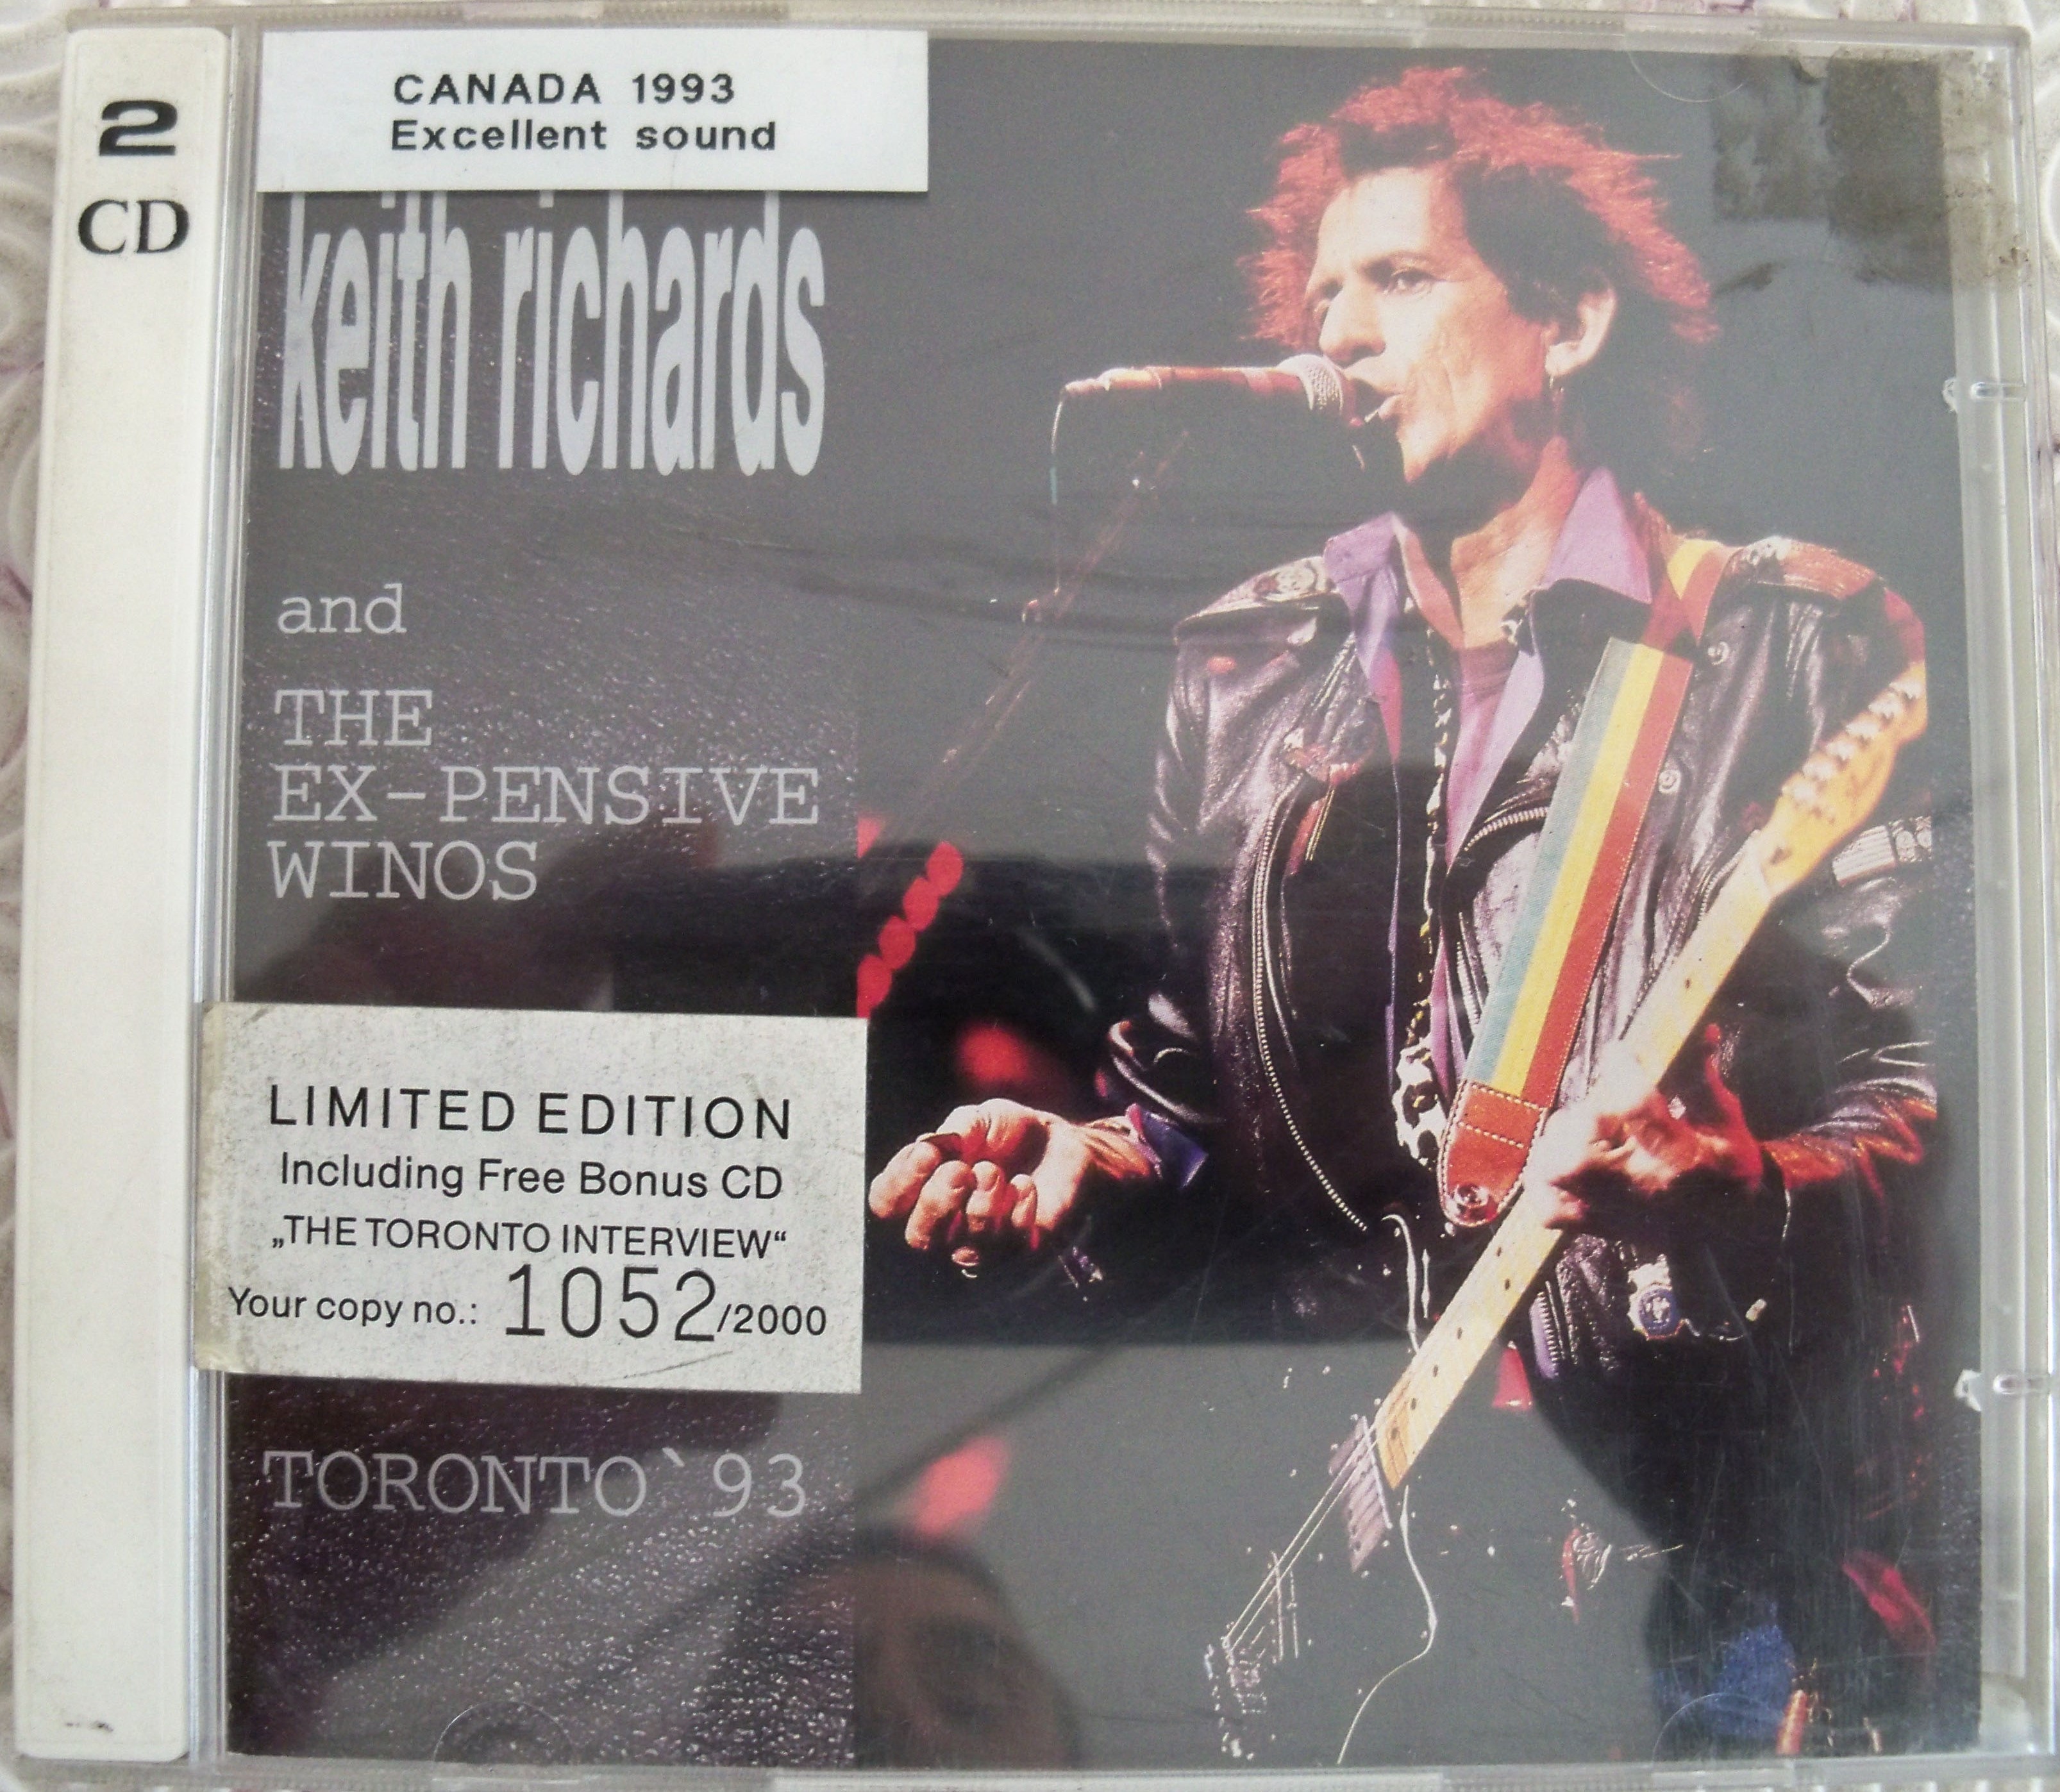 2
CD
CANADA 1993
Excellent sound
keith richards
and
THE
EX-PENSIVE
WINOS
LIMITED EDITION
Including Free Bonus CD
„THE TORONTO INTERVIEW“
Your copy no.: 1052/2000
TORONTO`93